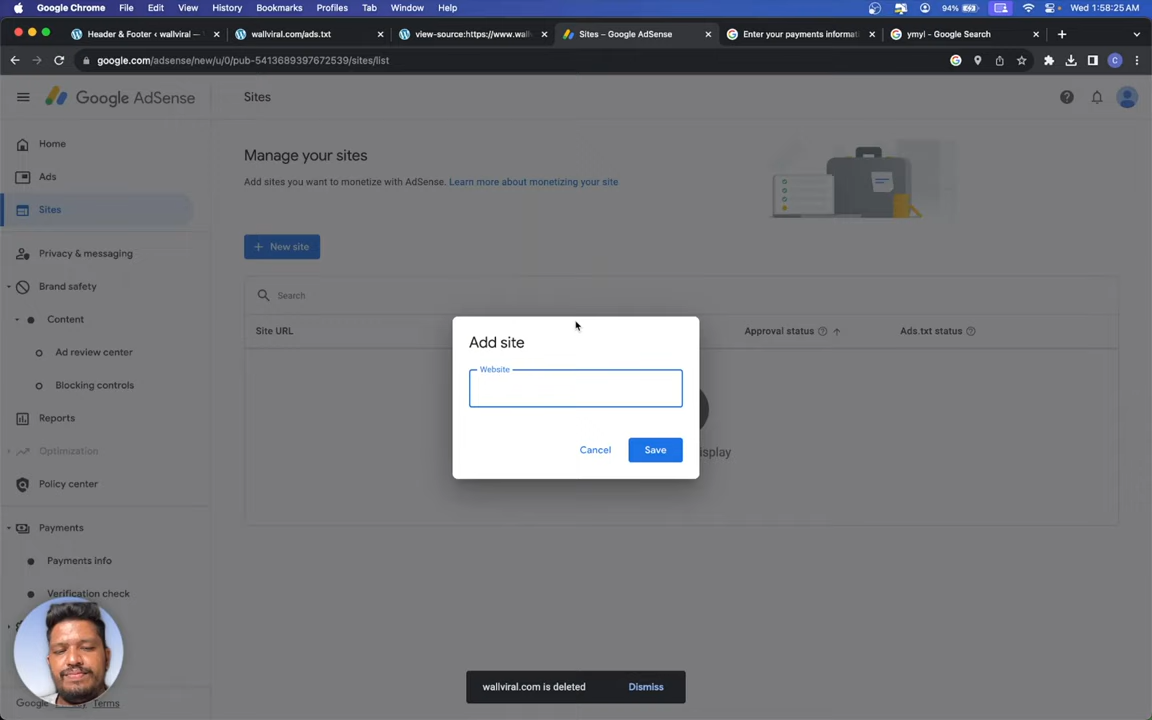 Google Chrome File Edit View History Bookmarks Profiles Tab Window Help 94% Wed 1:58:25 AM
Header & Footer ‹ wallviral — wallviral.com/ads.txt view-source:https://www.wall Sites – Google AdSense Enter your payments informati ymyl - Google Search
google.com/adsense/new/u/0/pub-5413689397672539/sites/list C
Google AdSense
Sites
Home
Ads
Sites
Privacy & messaging
Brand safety
Content
Ad review center
Blocking controls
Reports
Optimization
Policy center
Payments
Payments info
Verification check
Google
Terms
Manage your sites
Add sites you want to monetize with AdSense. Learn more about monetizing your site
+ New site
Search
Site URL Approval status Ads.txt status
display
Add site
Website
Cancel Save
wallviral.com is deleted Dismiss